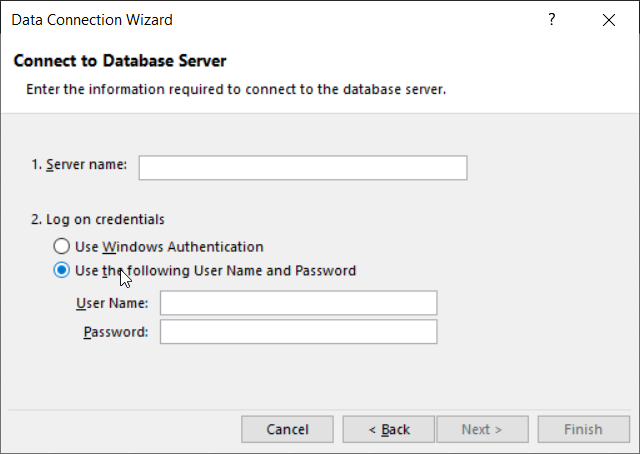 Data Connection Wizard ?
Connect to Database Server
Enter the information required to connect to the database server.
1. Server name:
2. Log on credentials
Use Windows Authentication
Use the following User Name and Password
User Name:
Password:
Cancel < Back Next > Finish